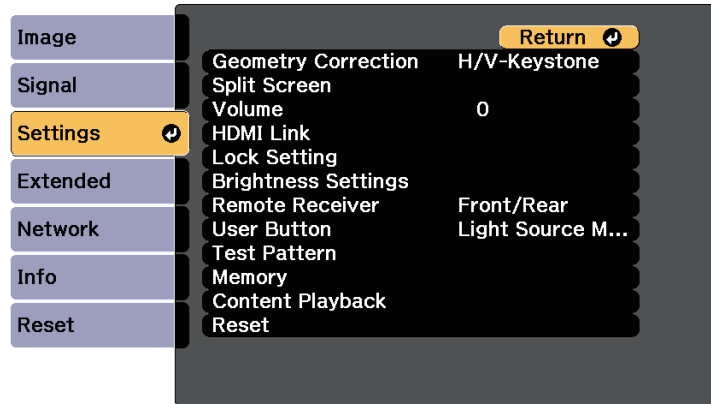 Image
Signal
Settings
Extended
Network
Info
Reset
Return
Geometry Correction H/V-Keystone
Split Screen
Volume 0
HDMI Link
Lock Setting
Brightness Settings
Remote Receiver Front/Rear
User Button Light Source M...
Test Pattern
Memory
Content Playback
Reset